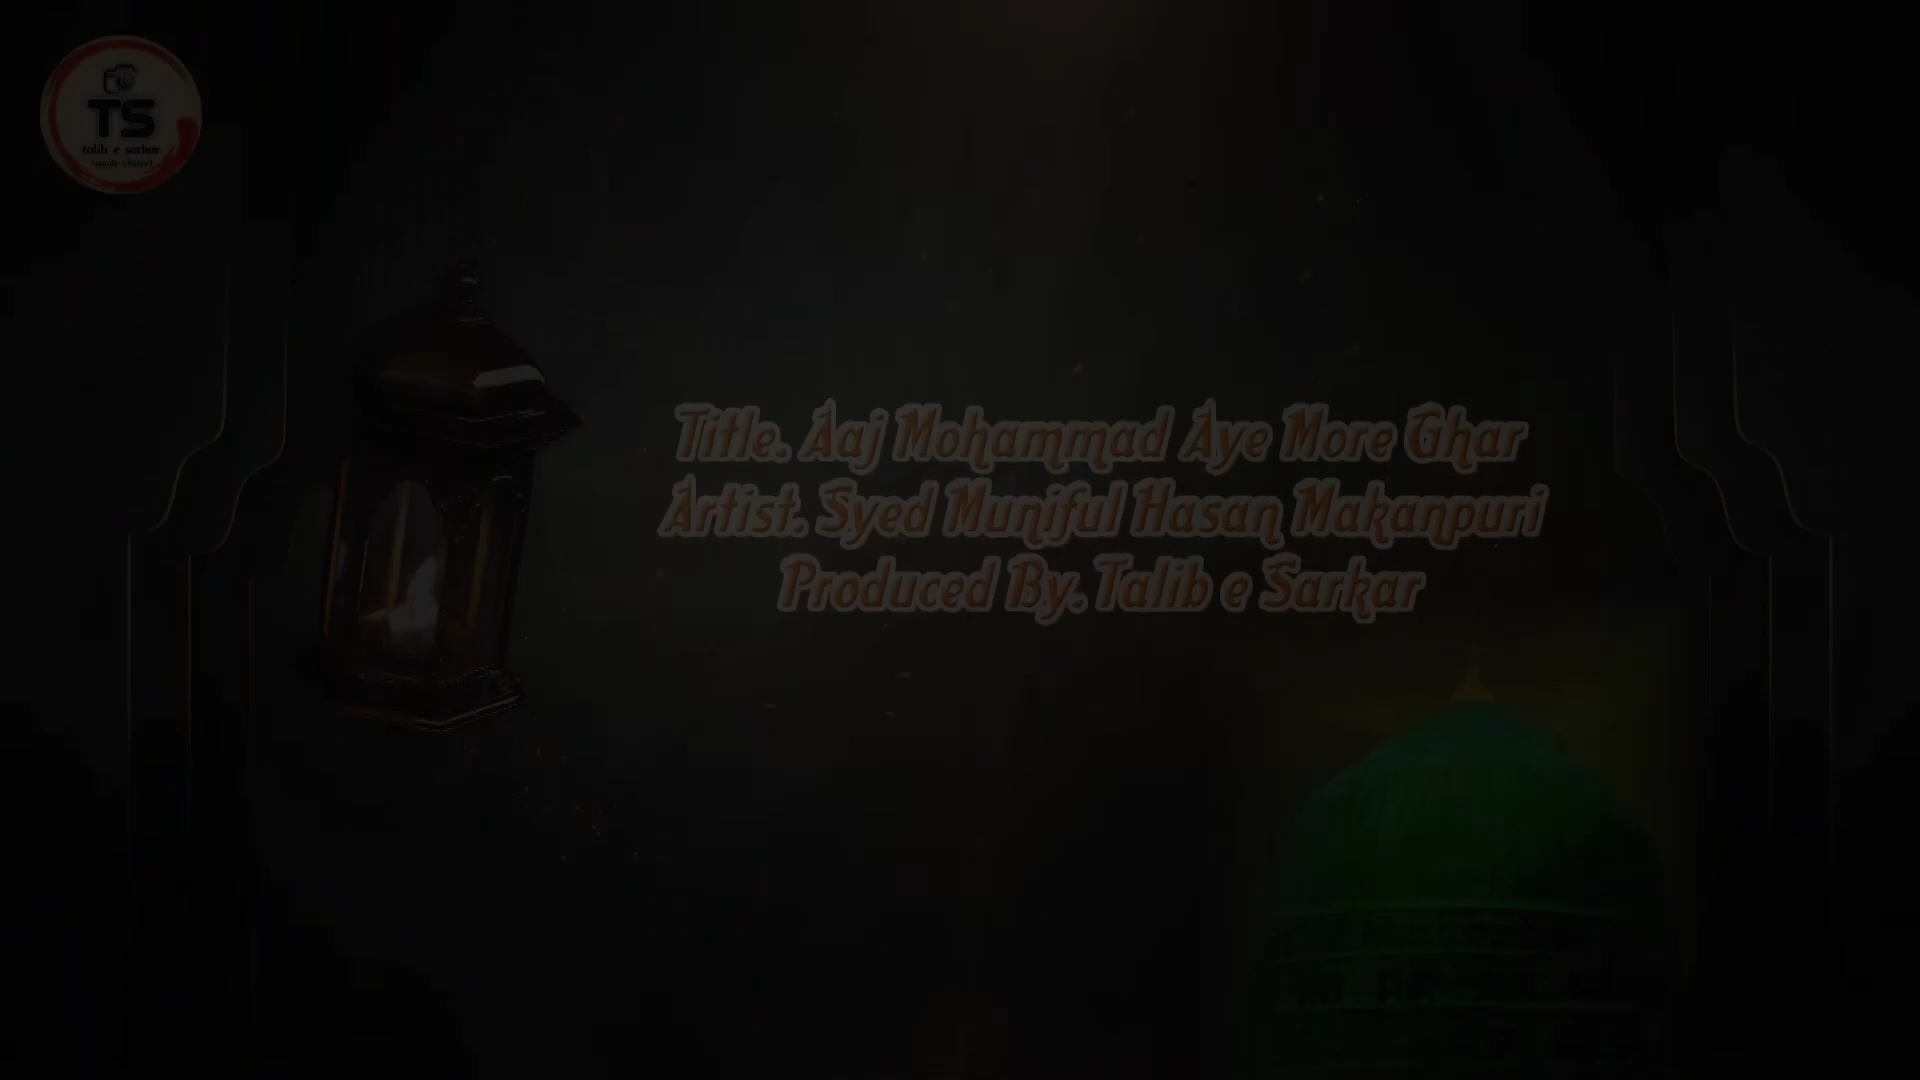 TS
talib e sarkar
Title. Aaj Mohammad Aye More Ghar
Artist. Syed Muniful Hasan Makanpuri
Produced By. Talib e Sarkar